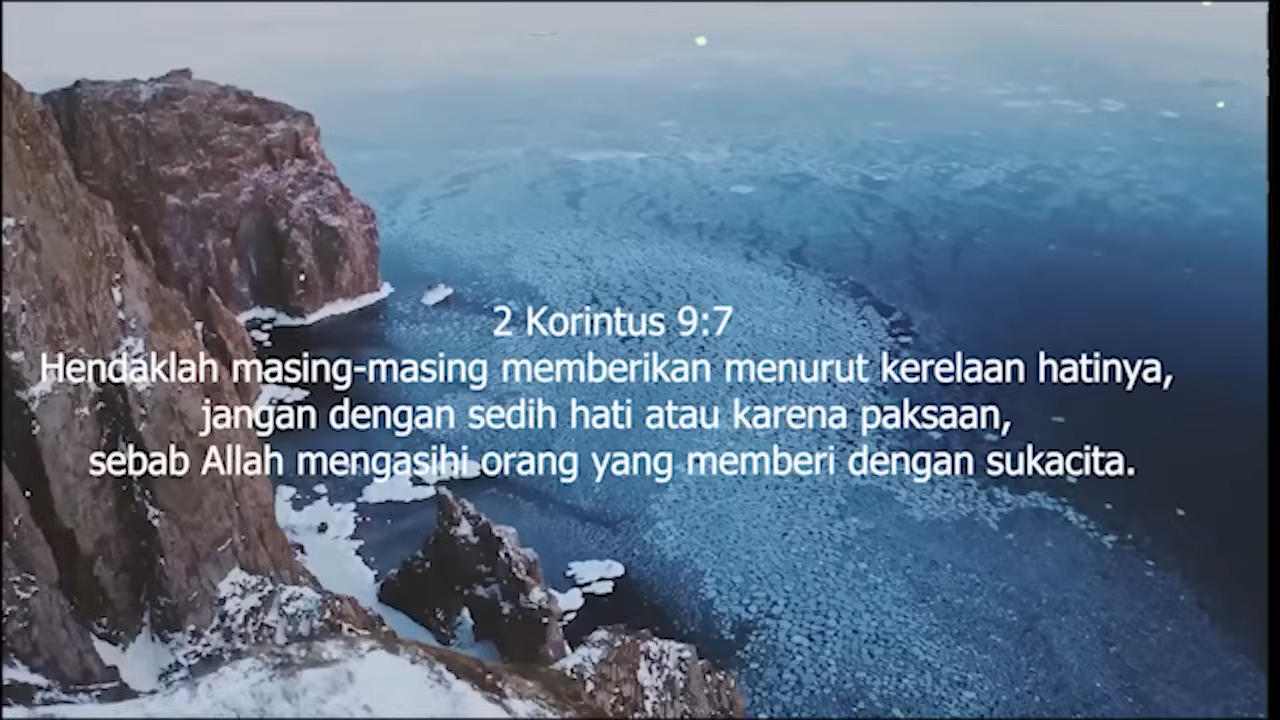 2 Korintus 9:7
Hendaklah masing-masing memberikan menurut kerelaan hatinya,
jangan dengan sedih hati atau karena paksaan,
sebab Allah mengasihi orang yang memberi dengan sukacita.